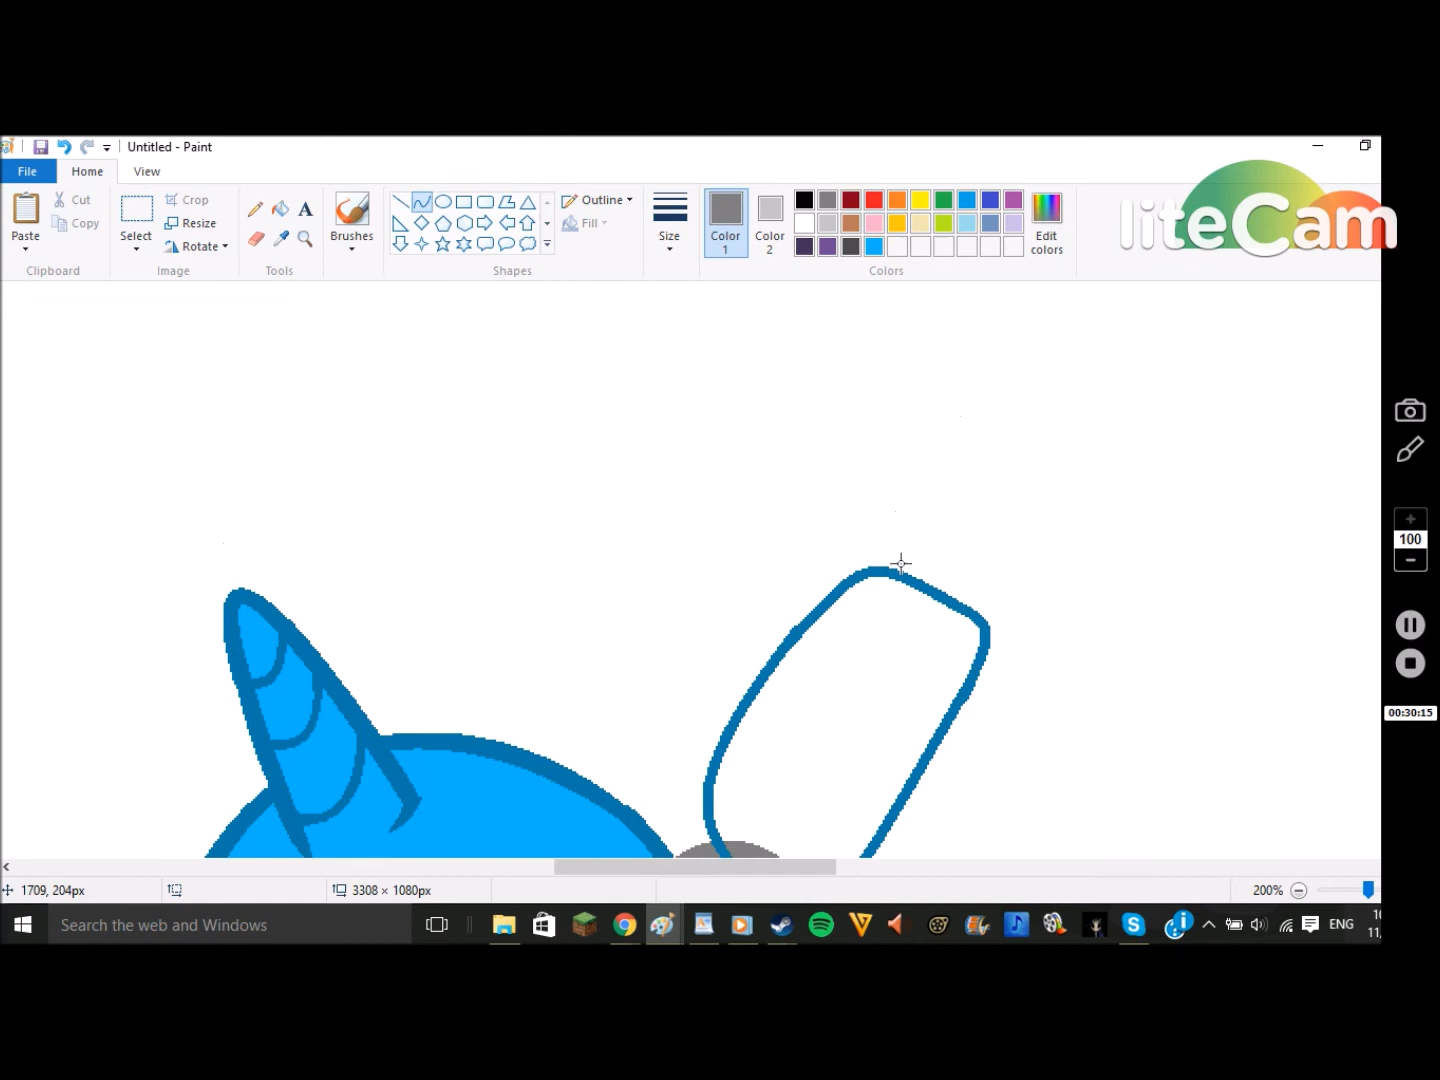 Untitled - Paint
File Home View
liteCam
Cut
Copy
Paste
Clipboard
Select
Crop
Resize
Rotate
Image
A
Tools
Brushes
Shapes
Outline
Fill
Size
Color 1
Color 2
Colors
Edit colors
100
00:30:15
1709, 204px
3308 × 1080px
200%
Search the web and Windows
ENG